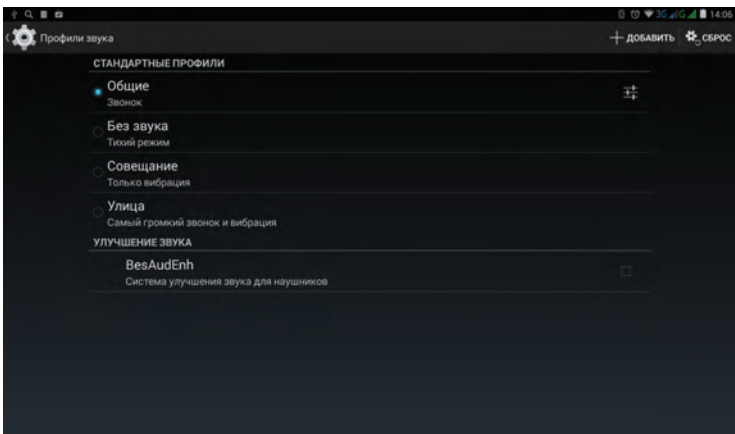 3G G 14:06
Профили звука ДОБАВИТЬ СБРОС
СТАНДАРТНЫЕ ПРОФИЛИ
Общие
Звонок
Без звука
Тихий режим
Совещание
Только вибрация
Улица
Самый громкий звонок и вибрация
УЛУЧШЕНИЕ ЗВУКА
BesAudEnh
Система улучшения звука для наушников